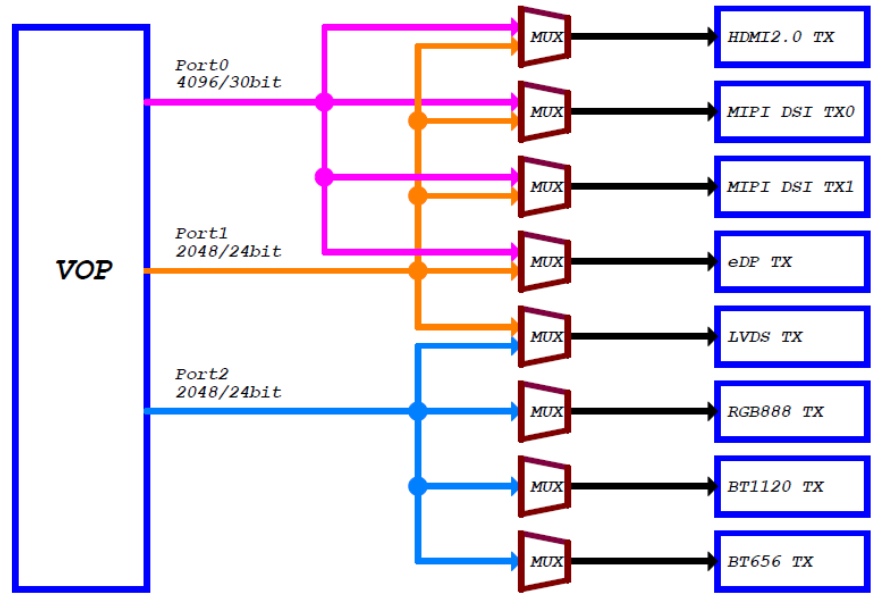 VOP
Port0
4096/30bit
Port1
2048/24bit
Port2
2048/24bit
MUX
HDMI2.0 TX
MUX
MIPI DSI TX0
MUX
MIPI DSI TX1
MUX
eDP TX
MUX
LVDS TX
MUX
RGB888 TX
MUX
BT1120 TX
MUX
BT656 TX